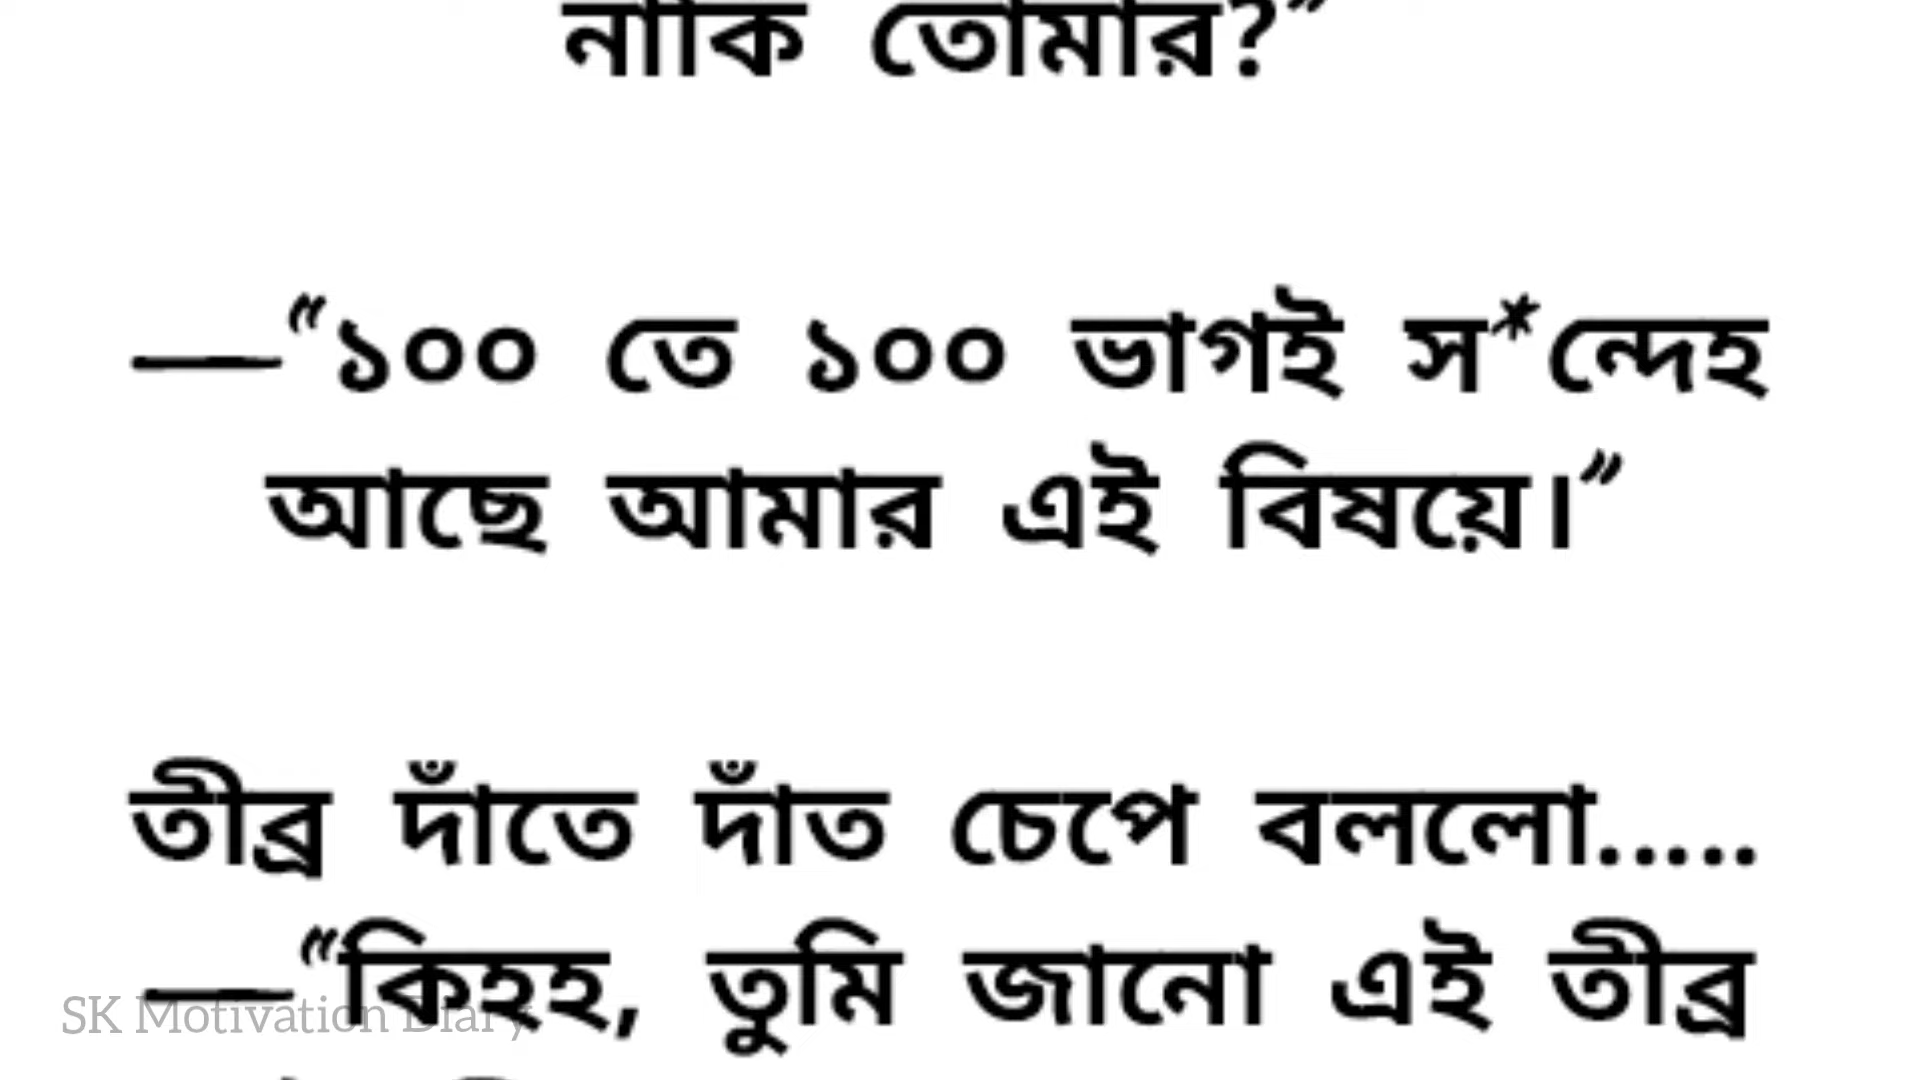 নাকি তোমার?”
—“১০০ তে ১০০ ভাগই স*ন্দেহ
আছে আমার এই বিষয়ে।”
তীব্র দাঁতে দাঁত চেপে বললো.....
—“কিহহ, তুমি জানো এই তীব্র
SK Motivation Diary